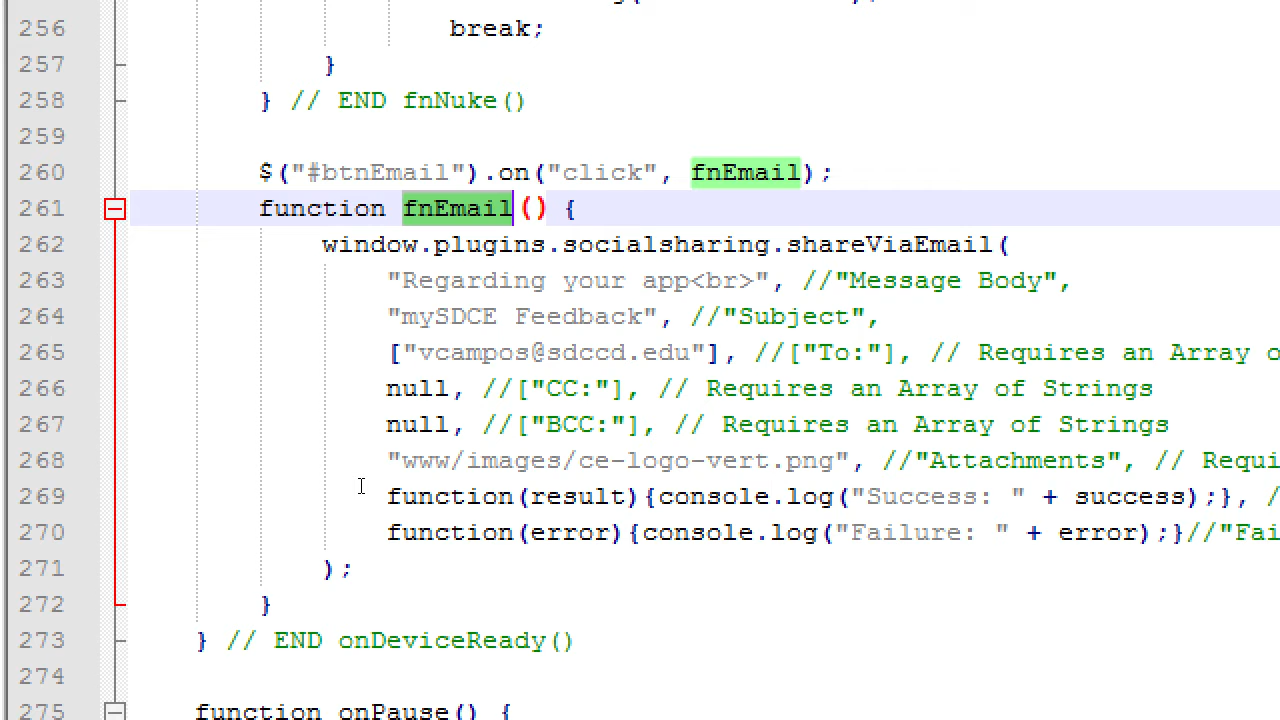 256 break;
257 }
258 } // END fnNuke()
259
260 $("#btnEmail").on("click", fnEmail);
261 function fnEmail() {
262 window.plugins.socialsharing.shareViaEmail(
263 "Regarding your app<br>", //"Message Body",
264 "mySDCE Feedback", //"Subject",
265 ["vcampos@sdccd.edu"], //["To:"], // Requires an Array o
266 null, //["CC:"], // Requires an Array of Strings
267 null, //["BCC:"], // Requires an Array of Strings
268 "www/images/ce-logo-vert.png", //"Attachments", // Requi
269 function(result){console.log("Success: " + success);}, /
270 function(error){console.log("Failure: " + error);}//"Fai
271 );
272 }
273 } // END onDeviceReady()
274
275 function onPause() {